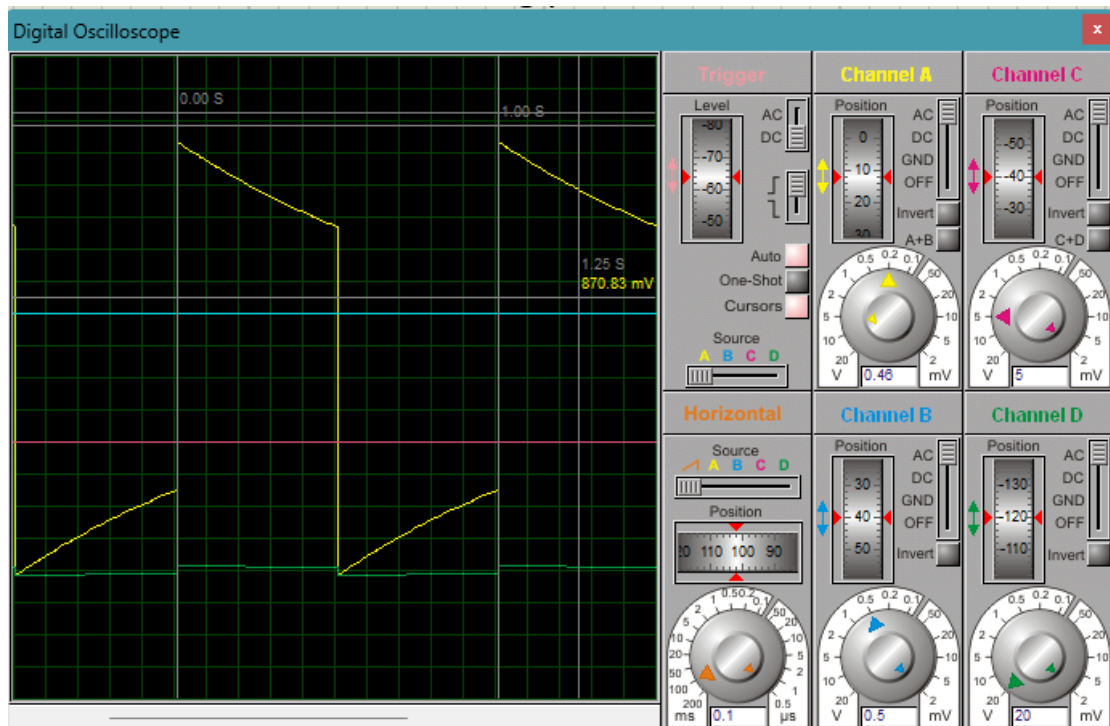 Digital Oscilloscope
x
0.00 S
1.00 S
1.25 S
870.83 mV
Trigger
Level
AC
DC
-80
-70
-60
-50
Auto
One-Shot
Cursors
Source
A B C D
Channel A
Position
AC
DC
GND
OFF
0
10
20
30
Invert
A+B
20 10 5 2 1 0.5 0.2 0.1 50 20 10 5 2
V 0.46 mV
Channel C
Position
AC
DC
GND
OFF
-50
-40
-30
Invert
C+D
20 10 5 2 1 0.5 0.2 0.1 50 20 10 5 2
V 5 mV
Horizontal
Source
A B C D
Position
110 100 90
200 100 50 20 10 5 2 1 0.5 0.2 0.1 50 20 10 5 2 1 0.5
ms 0.1 µs
Channel B
Position
AC
DC
GND
OFF
30
40
50
Invert
20 10 5 2 1 0.5 0.2 0.1 50 20 10 5 2
V 0.5 mV
Channel D
Position
AC
DC
GND
OFF
-130
-120
-110
Invert
20 10 5 2 1 0.5 0.2 0.1 50 20 10 5 2
V 20 mV